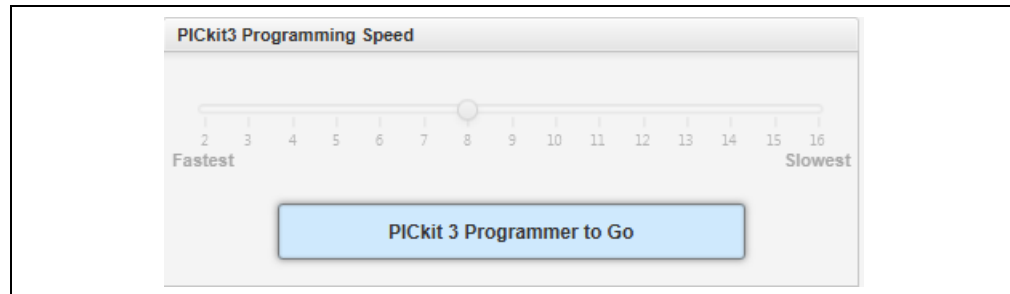 PICkit3 Programming Speed
2 3 4 5 6 7 8 9 10 11 12 13 14 15 16
Fastest Slowest
PICkit 3 Programmer to Go